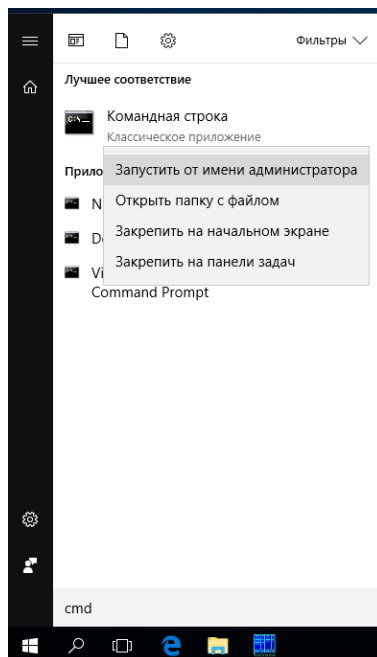 Фильтры
Лучшее соответствие
C:\
Командная строка
Классическое приложение
Прило
Запустить от имени администратора
N
Открыть папку с файлом
D
Закрепить на начальном экране
Vi
Закрепить на панели задач
Command Prompt
cmd